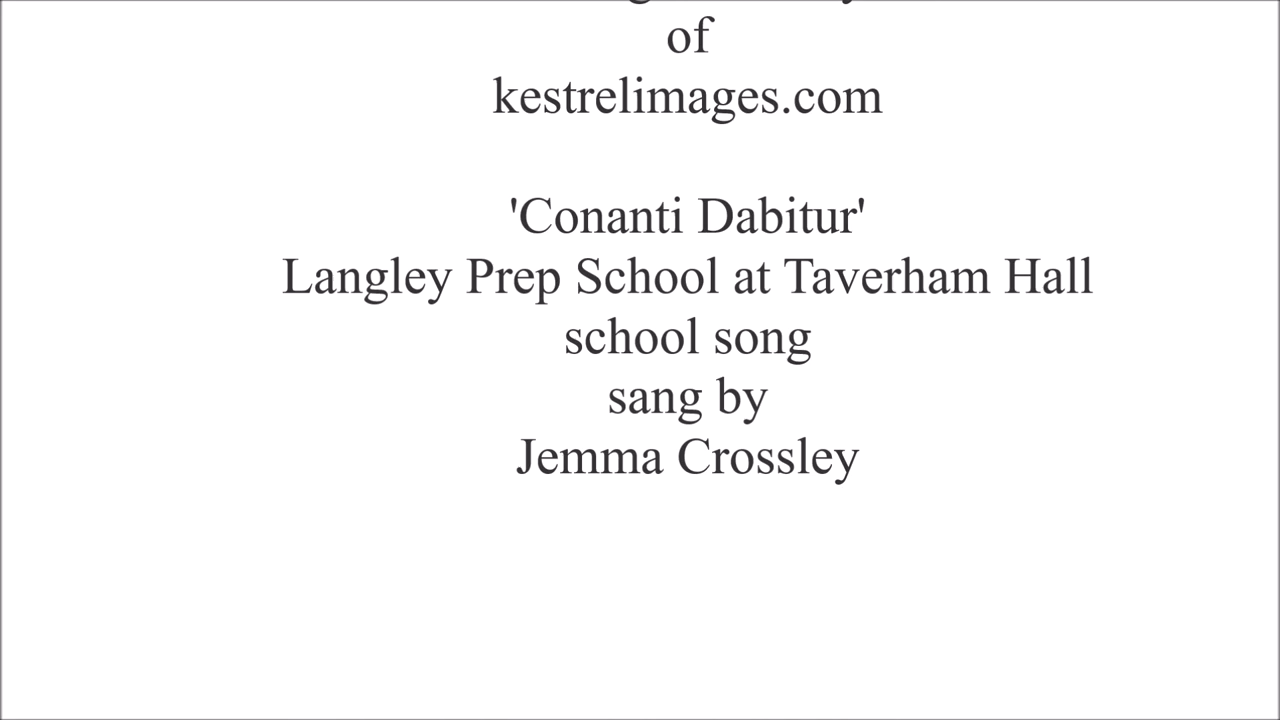 of
kestrelimages.com
'Conanti Dabitur'
Langley Prep School at Taverham Hall
school song
sang by
Jemma Crossley